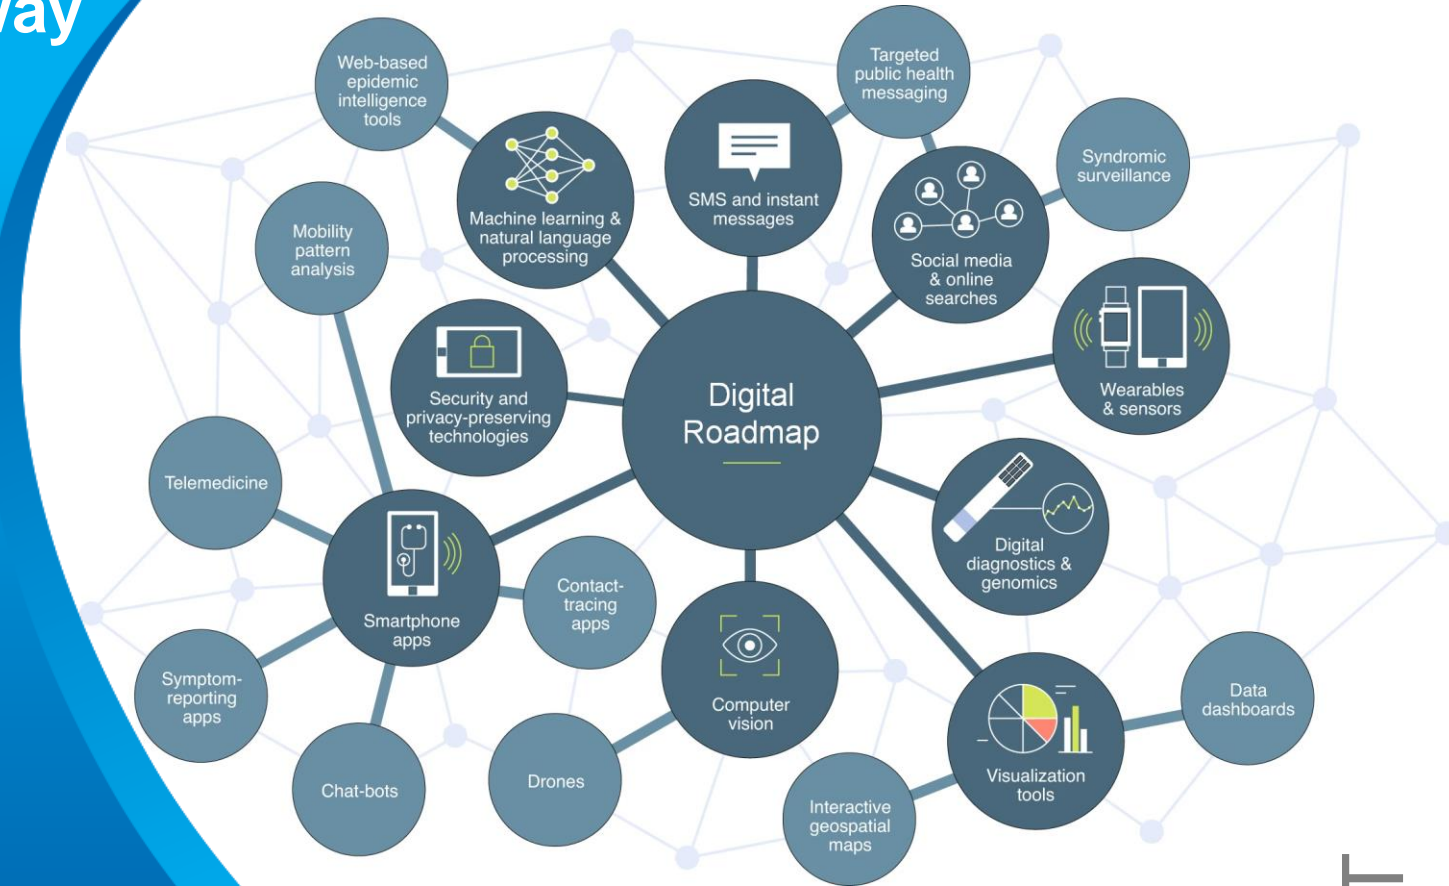 Web-based
epidemic
intelligence
tools
Targeted
public health
messaging
Machine learning &
natural language
processing
SMS and instant
messages
Social media
& online
searches
Syndromic
surveillance
Mobility
pattern
analysis
Security and
privacy-preserving
technologies
Digital
Roadmap
Wearables
& sensors
Telemedicine
Smartphone
apps
Contact-
tracing
apps
Digital
diagnostics &
genomics
Symptom-
reporting
apps
Chat-bots
Drones
Computer
vision
Interactive
geospatial
maps
Visualization
tools
Data
dashboards